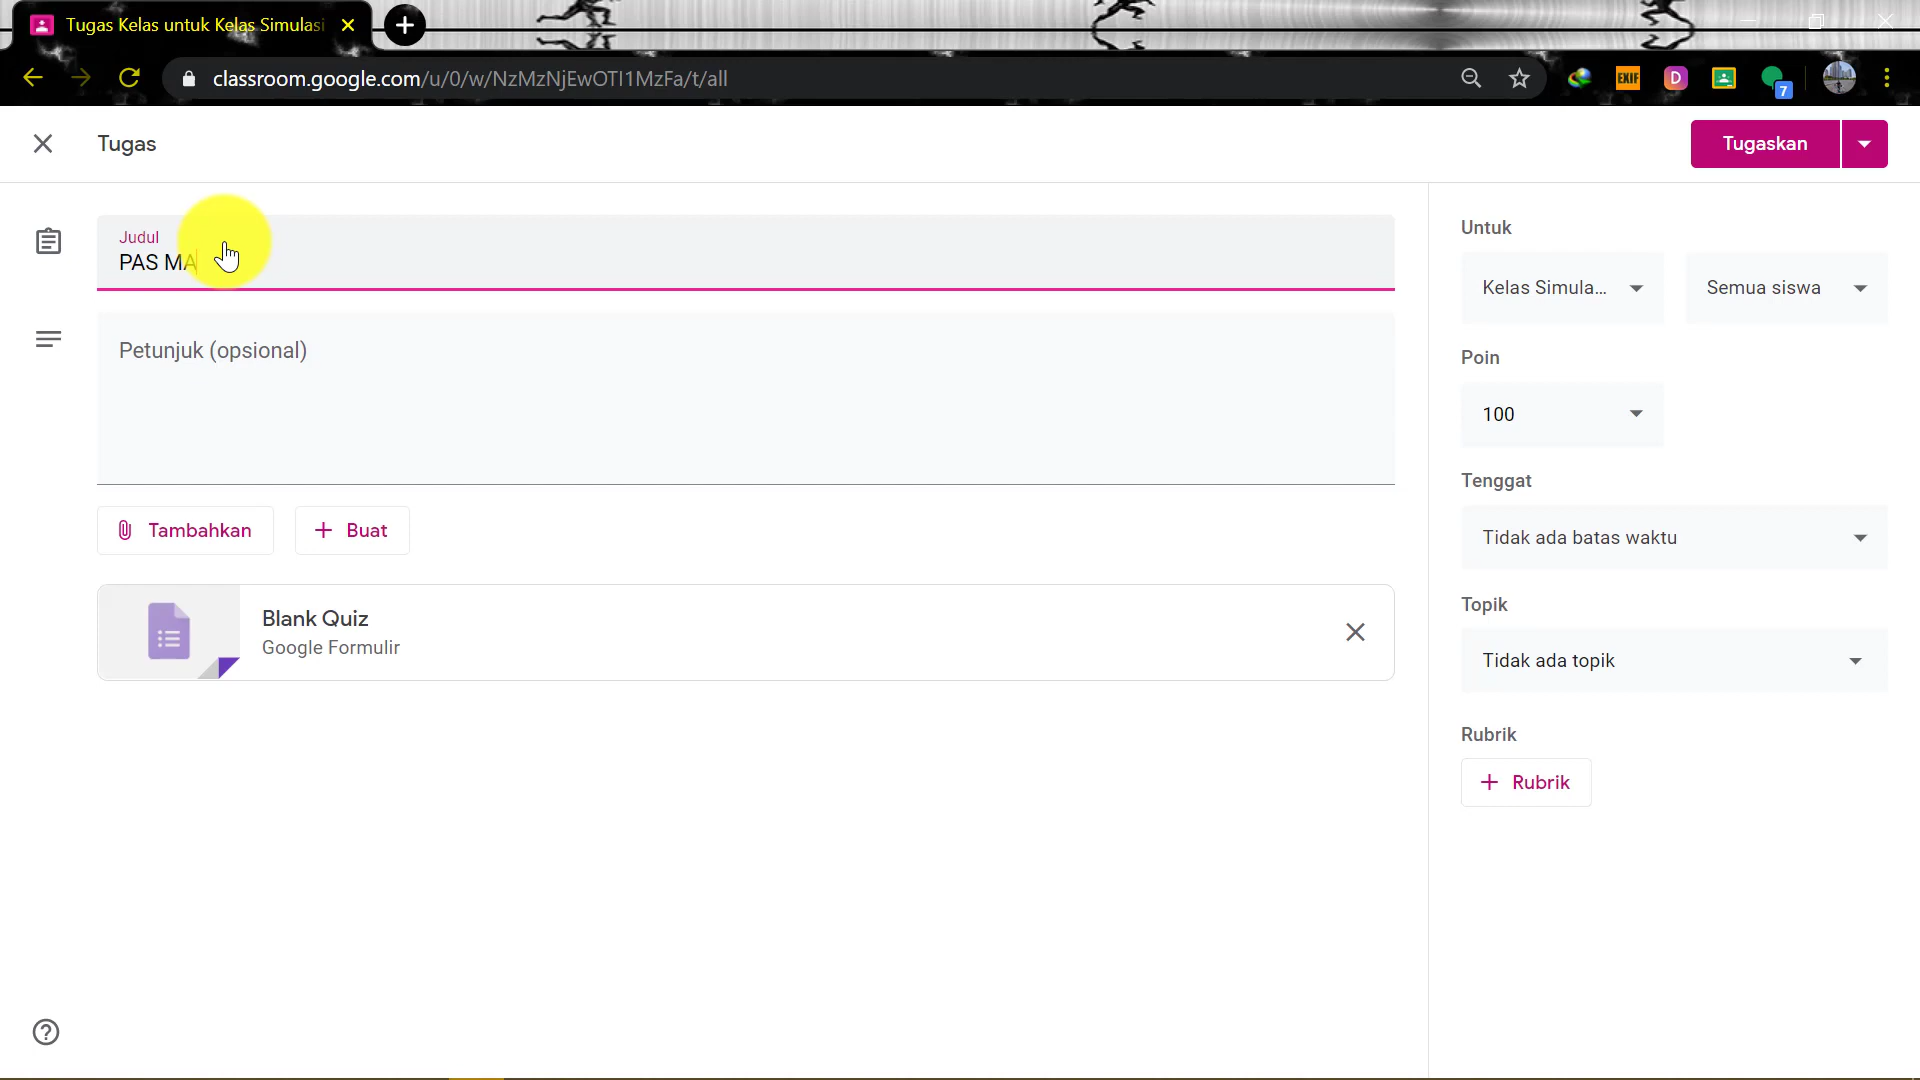 Tugas Kelas untuk Kelas Simulasi
classroom.google.com/u/0/w/NzMzNjEwOTI1MzFa/t/all
EXIF
D
7
Tugas
Tugaskan
Judul
PAS MA
Petunjuk (opsional)
Tambahkan
Buat
Blank Quiz
Google Formulir
Untuk
Kelas Simula...
Semua siswa
Poin
100
Tenggat
Tidak ada batas waktu
Topik
Tidak ada topik
Rubrik
Rubrik